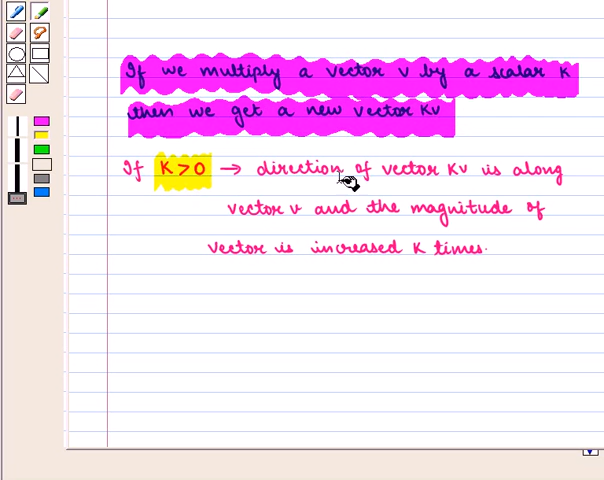 If we multiply a vector v by a scalar K
then we get a new vector Kv
If K > 0 → direction of vector Kv is along
vector v and the magnitude of
vector is increased K times.